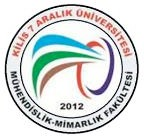 KİLİS 7 ARALIK ÜNİVERSİTESİ
2012
MÜHENDİSLİK-MİMARLIK FAKÜLTESİ